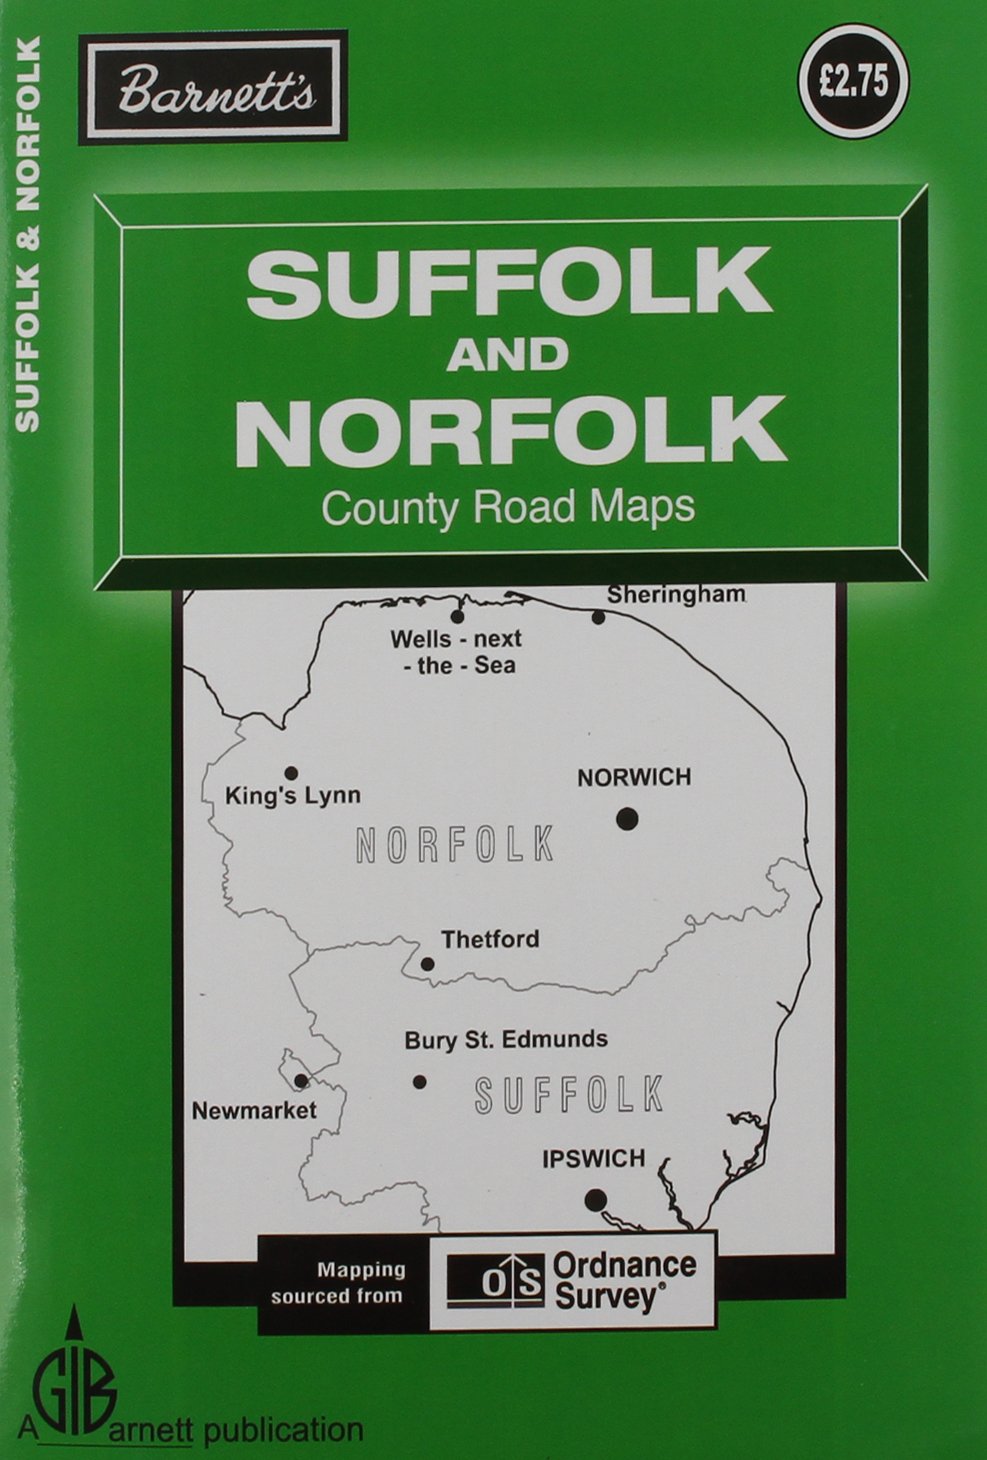 SUFFOLK & NORFOLK
Barnett's
£2.75
SUFFOLK
AND
NORFOLK
County Road Maps
Sheringham
Wells - next
- the - Sea
King's Lynn
NORWICH
NORFOLK
Thetford
Bury St. Edmunds
SUFFOLK
Newmarket
IPSWICH
Mapping
sourced from
OS
Ordnance
Survey®
GIB
A Barnett publication